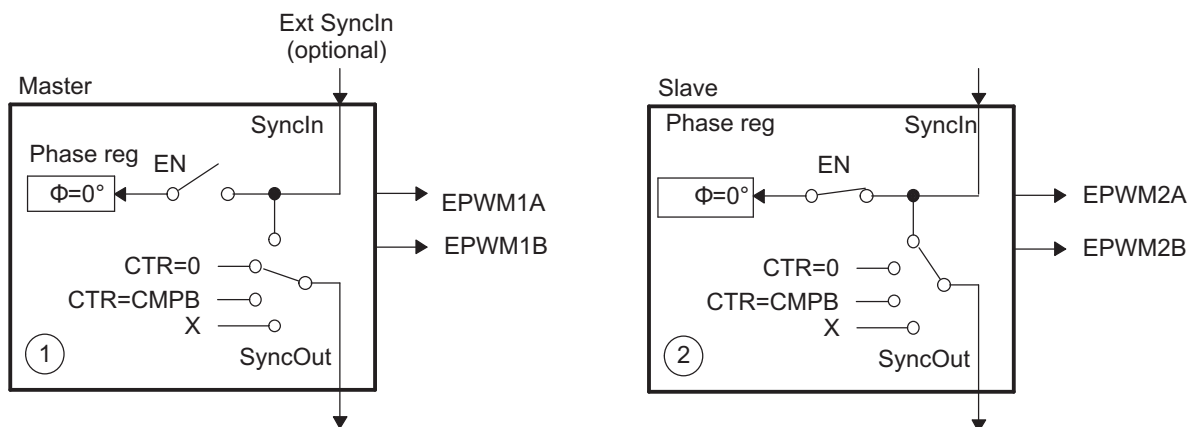 Ext SyncIn
(optional)
Master
SyncIn
Phase reg
EN
Φ=0°
EPWM1A
EPWM1B
CTR=0
CTR=CMPB
X
1
SyncOut
Slave
Phase reg
SyncIn
EN
Φ=0°
EPWM2A
EPWM2B
CTR=0
CTR=CMPB
X
2
SyncOut